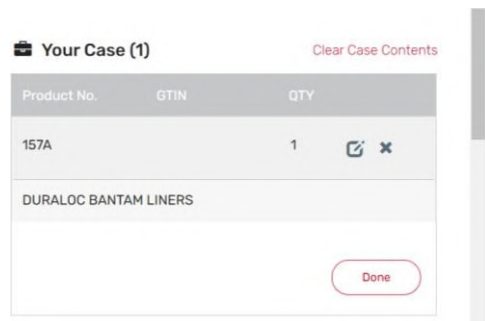 Your Case (1) Clear Case Contents
Product No. GTIN QTY
157A 1
DURALOC BANTAM LINERS
Done